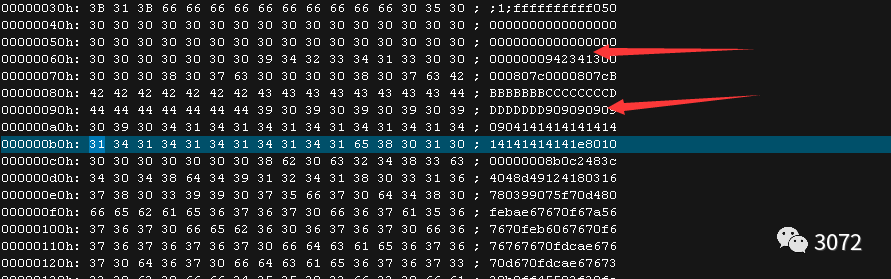 00000030h: 3B 31 3B 66 66 66 66 66 66 66 66 66 66 30 35 30 ; ;1;ffffffffff050
00000040h: 30 30 30 30 30 30 30 30 30 30 30 30 30 30 30 30 ; 0000000000000000
00000050h: 30 30 30 30 30 30 30 30 30 30 30 30 30 30 30 30 ; 0000000000000000
00000060h: 30 30 30 30 30 30 30 39 34 32 33 34 31 33 30 30 ; 0000000942341300
00000070h: 30 30 30 38 30 37 63 30 30 30 30 38 30 37 63 42 ; 000807c0000807cB
00000080h: 42 42 42 42 42 42 42 43 43 43 43 43 43 43 43 44 ; BBBBBBBCCCCCCCCD
00000090h: 44 44 44 44 44 44 44 39 30 39 30 39 30 39 30 39 ; DDDDDDD909090909
000000a0h: 30 39 30 34 31 34 31 34 31 34 31 34 31 34 31 34 ; 0904141414141414
000000b0h: 31 34 31 34 31 34 31 34 31 34 31 65 38 30 31 30 ; 14141414141e8010
000000c0h: 30 30 30 30 30 30 30 38 62 30 63 32 34 38 33 63 ; 00000008b0c2483c
000000d0h: 34 30 34 38 64 34 39 31 32 34 31 38 30 33 31 36 ; 4048d49124180316
000000e0h: 37 38 30 33 39 39 30 37 35 66 37 30 64 34 38 30 ; 780399075f70d480
000000f0h: 66 65 62 61 65 36 37 36 37 30 66 36 37 61 35 36 ; febae67670f67a56
00000100h: 37 36 37 30 66 65 62 36 30 36 37 36 37 30 66 36 ; 7670feb6067670f6
00000110h: 37 36 37 36 37 36 37 30 66 64 63 61 65 36 37 36 ; 76767670fdcae676
00000120h: 37 30 64 36 37 30 66 64 63 61 65 36 37 36 37 33 ; 70d670fdcae67673
3072